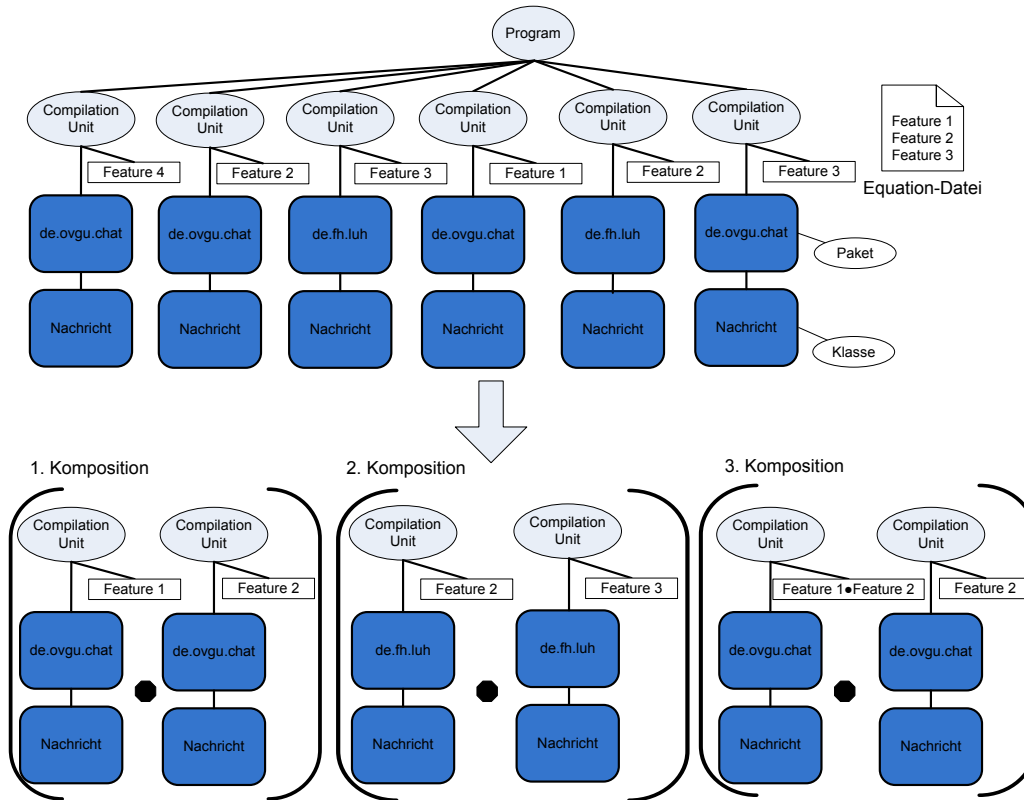 Program
Compilation
Unit
Compilation
Unit
Compilation
Unit
Compilation
Unit
Compilation
Unit
Compilation
Unit
Feature 4
Feature 2
Feature 3
Feature 1
Feature 2
Feature 3
Feature 1
Feature 2
Feature 3
Equation-Datei
de.ovgu.chat
de.ovgu.chat
de.fh.luh
de.ovgu.chat
de.fh.luh
de.ovgu.chat
Paket
Nachricht
Nachricht
Nachricht
Nachricht
Nachricht
Nachricht
Klasse
1. Komposition
Compilation
Unit
Compilation
Unit
Feature 1
Feature 2
de.ovgu.chat
de.ovgu.chat
Nachricht
Nachricht
2. Komposition
Compilation
Unit
Compilation
Unit
Feature 2
Feature 3
de.fh.luh
de.fh.luh
Nachricht
Nachricht
3. Komposition
Compilation
Unit
Compilation
Unit
Feature 1●Feature 2
Feature 2
de.ovgu.chat
de.ovgu.chat
Nachricht
Nachricht